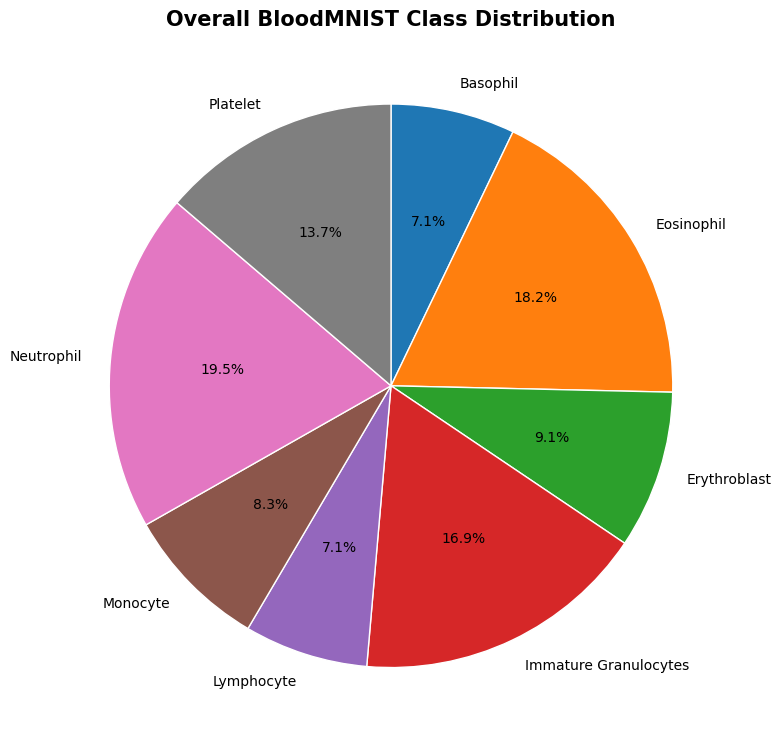 Overall BloodMNIST Class Distribution
Basophil
Platelet
Eosinophil
7.1%
13.7%
18.2%
Neutrophil
19.5%
9.1%
Erythroblast
8.3%
16.9%
7.1%
Monocyte
Immature Granulocytes
Lymphocyte